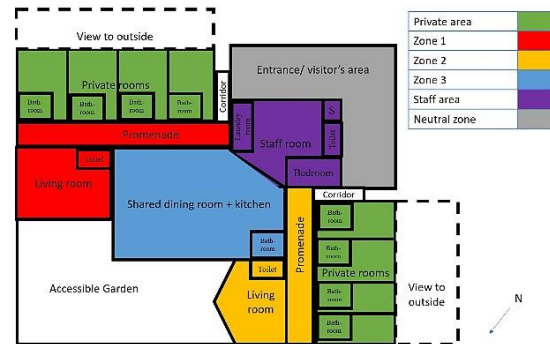 View to outside
Private rooms
Bath-
room
Bath-
room
Bath-
room
Bath-
room
Corridor
Entrance/ visitor's area
Promenade
Laundry
room
Staff room
S
Toilet
Bedroom
Toilet
Living room
Shared dining room + kitchen
Bath-
room
Toilet
Living
room
Accessible Garden
Promenade
Corridor
Bath-
room
Bath-
room
Private rooms
Bath-
room
Bath-
room
View to
outside
Private area
Zone 1
Zone 2
Zone 3
Staff area
Neutral zone
N